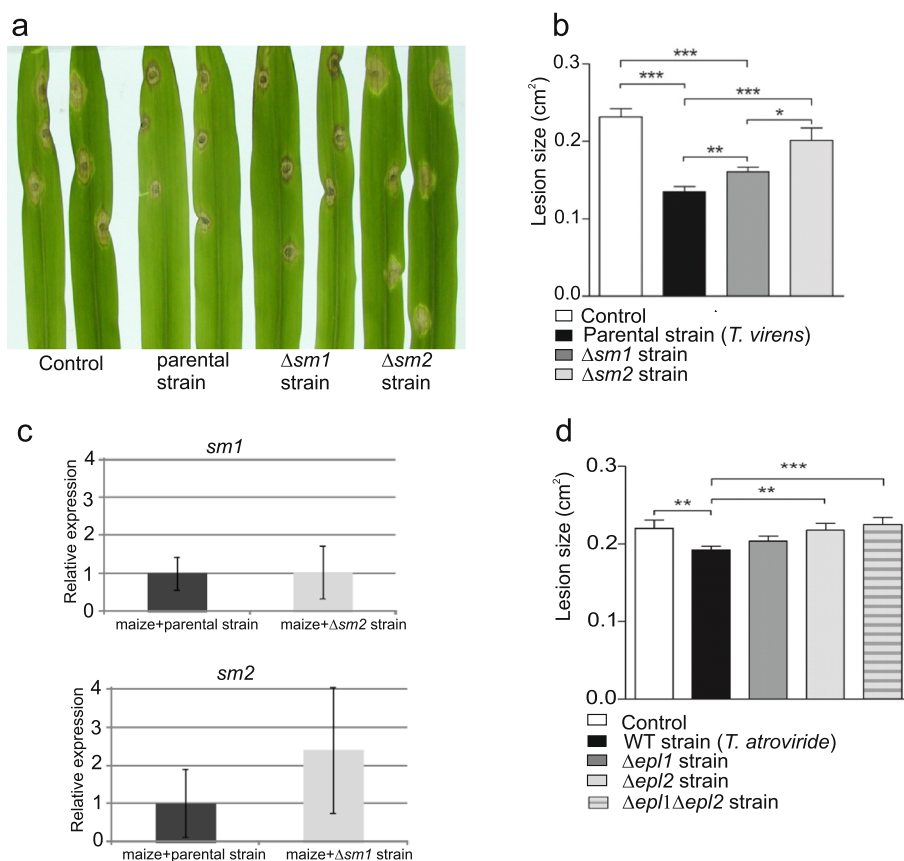 a
Control
parental
strain
Δsm1
strain
Δsm2
strain
b
Lesion size (cm²)
0.3
0.2
0.1
0.0
***
***
***
*
**
Control
Parental strain (T. virens)
Δsm1 strain
Δsm2 strain
c
sm1
Relative expression
4
3
2
1
0
maize+parental strain
maize+Δsm2 strain
sm2
Relative expression
4
3
2
1
0
maize+parental strain
maize+Δsm1 strain
d
Lesion size (cm²)
0.3
0.2
0.1
0.0
***
**
**
Control
WT strain (T. atroviride)
Δepl1 strain
Δepl2 strain
Δepl1Δepl2 strain